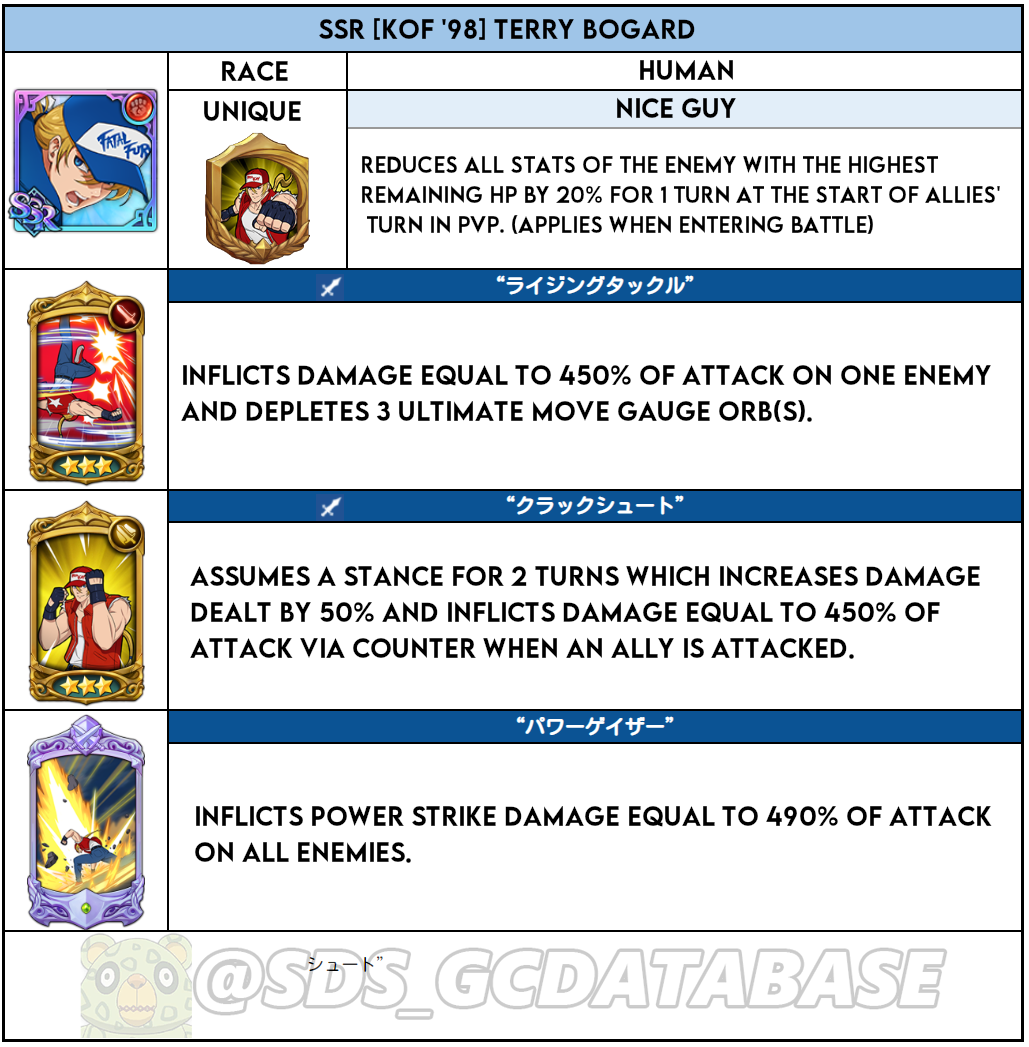 SSR [KOF '98] TERRY BOGARD
RACE
HUMAN
UNIQUE
NICE GUY
FATAL
FURY
SSR
REDUCES ALL STATS OF THE ENEMY WITH THE HIGHEST
REMAINING HP BY 20% FOR 1 TURN AT THE START OF ALLIES'
TURN IN PVP. (APPLIES WHEN ENTERING BATTLE)
“ライジングタックル”
INFLICTS DAMAGE EQUAL TO 450% OF ATTACK ON ONE ENEMY
AND DEPLETES 3 ULTIMATE MOVE GAUGE ORB(S).
“クラックシュート”
ASSUMES A STANCE FOR 2 TURNS WHICH INCREASES DAMAGE
DEALT BY 50% AND INFLICTS DAMAGE EQUAL TO 450% OF
ATTACK VIA COUNTER WHEN AN ALLY IS ATTACKED.
“パワーゲイザー”
INFLICTS POWER STRIKE DAMAGE EQUAL TO 490% OF ATTACK
ON ALL ENEMIES.
シュート”
@SDS_GCDATABASE